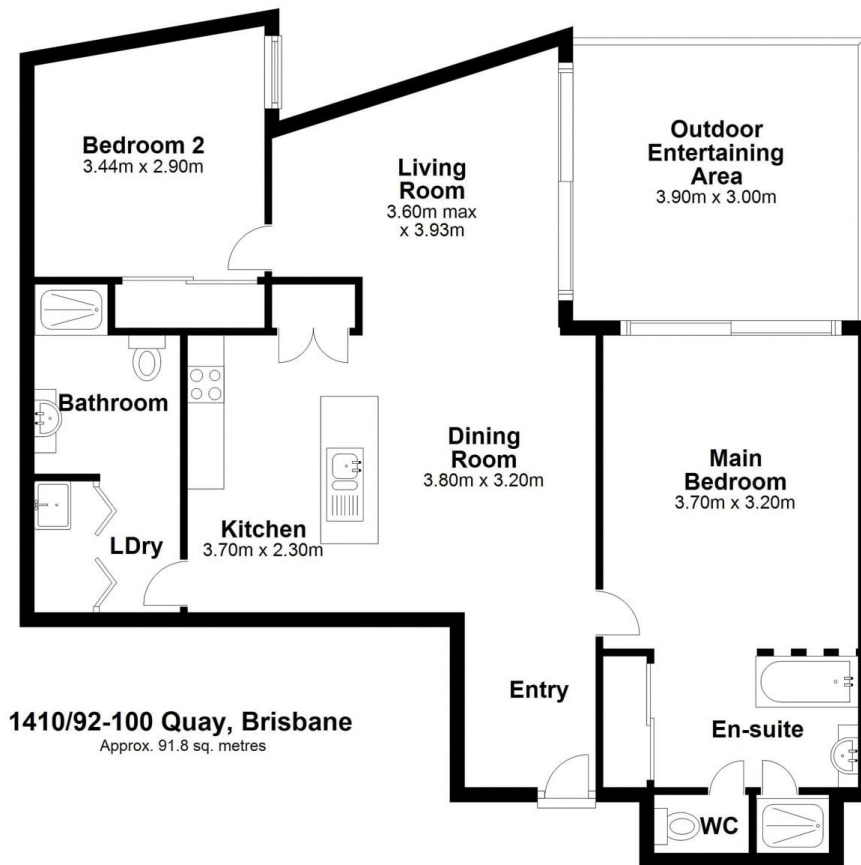 Bedroom 2
3.44m x 2.90m
Living
Room
3.60m max
x 3.93m
Outdoor
Entertaining
Area
3.90m x 3.00m
Bathroom
Dining
Room
3.80m x 3.20m
Main
Bedroom
3.70m x 3.20m
Kitchen
3.70m x 2.30m
LDry
Entry
En-suite
WC
1410/92-100 Quay, Brisbane
Approx. 91.8 sq. metres